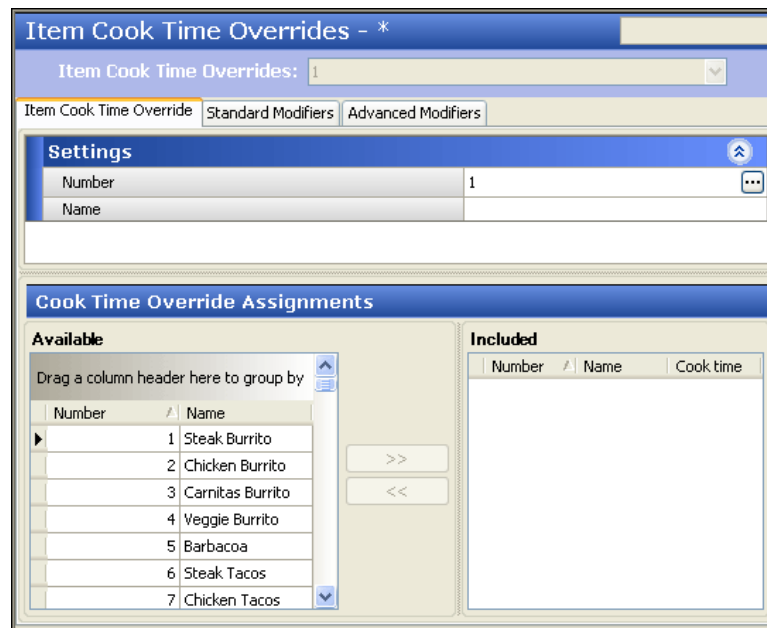 Item Cook Time Overrides - *
Item Cook Time Overrides: 1
Item Cook Time Override Standard Modifiers Advanced Modifiers
Settings
Number 1 ...
Name
Cook Time Override Assignments
Available
Drag a column header here to group by
Number Name
1 Steak Burrito
2 Chicken Burrito
3 Carnitas Burrito
4 Veggie Burrito
5 Barbacoa
6 Steak Tacos
7 Chicken Tacos
>>
<<
Included
Number Name Cook time